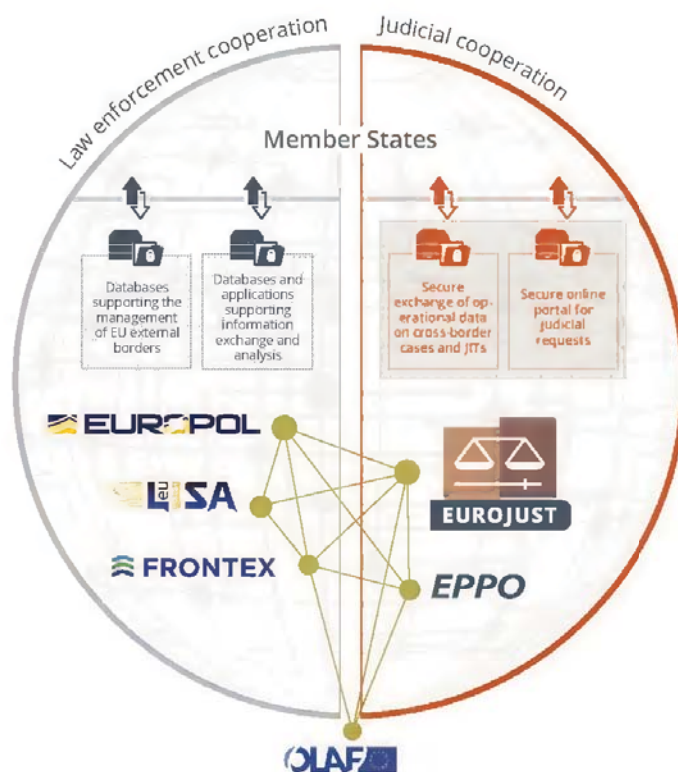 Law enforcement cooperation
Judicial cooperation
Member States
Databases
supporting the
management
of EU external
borders
Databases and
applications
supporting
information
exchange and
analysis
Secure
exchange of op-
erational data
on cross-border
cases and JITs
Secure online
portal for
judicial
requests
EUROPOL
eu LISA
FRONTEX
EUROJUST
EPPO
OLAF